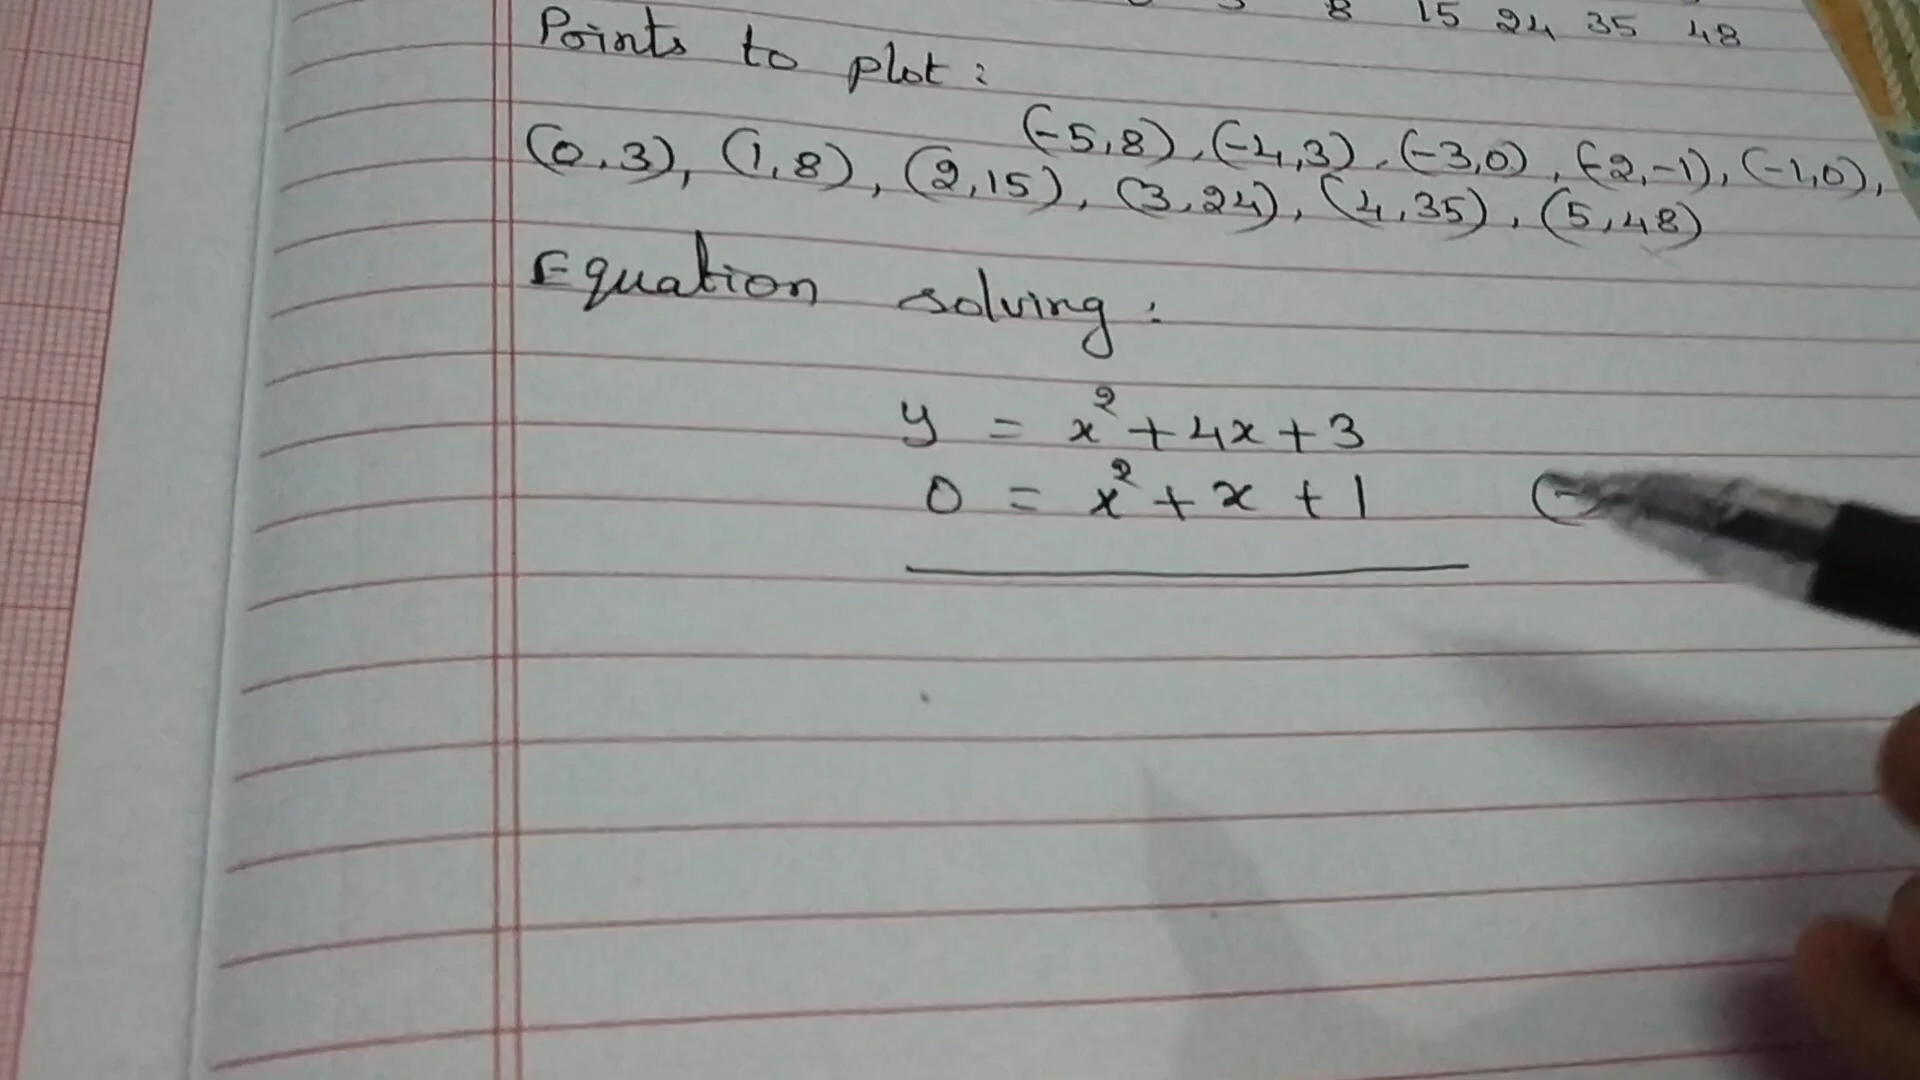 8 15 24 35 48
Points to plot:
(-5,8), (-4,3), (-3,0), (-2,-1), (-1,0),
(0,3), (1,8), (2,15), (3,24), (4,35), (5,48)
Equation solving:
y = x² + 4x + 3
0 = x² + x + 1 (-